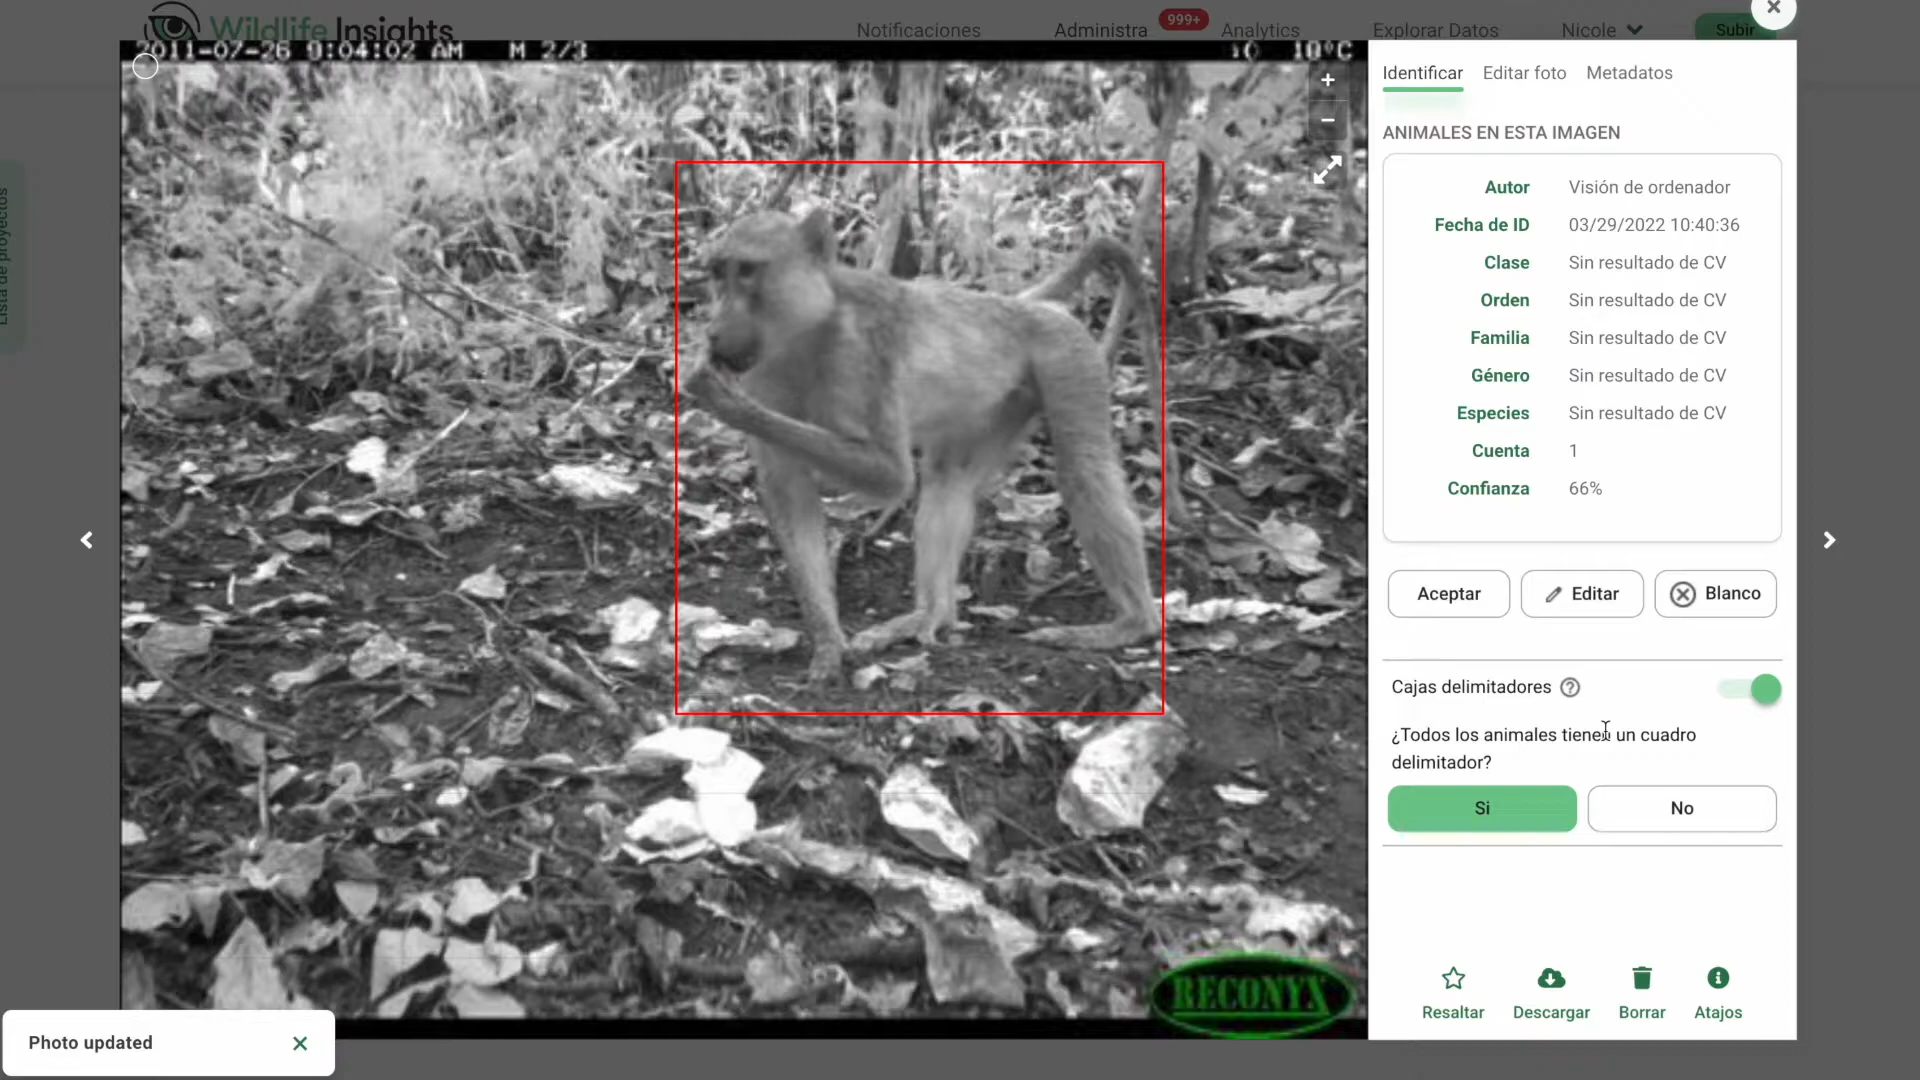 Wildlife Insights
Notificaciones
Administra
999+
Analytics
Explorar Datos
Nicole
Subir
2011-07-26 9:04:02 AM M 2/3
10°C
Lista de proyectos
Identificar
Editar foto
Metadatos
ANIMALES EN ESTA IMAGEN
Autor Visión de ordenador
Fecha de ID 03/29/2022 10:40:36
Clase Sin resultado de CV
Orden Sin resultado de CV
Familia Sin resultado de CV
Género Sin resultado de CV
Especies Sin resultado de CV
Cuenta 1
Confianza 66%
Aceptar
Editar
Blanco
Cajas delimitadores ?
¿Todos los animales tienen un cuadro
delimitador?
Si
No
RECONYX
Resaltar
Descargar
Borrar
Atajos
Photo updated